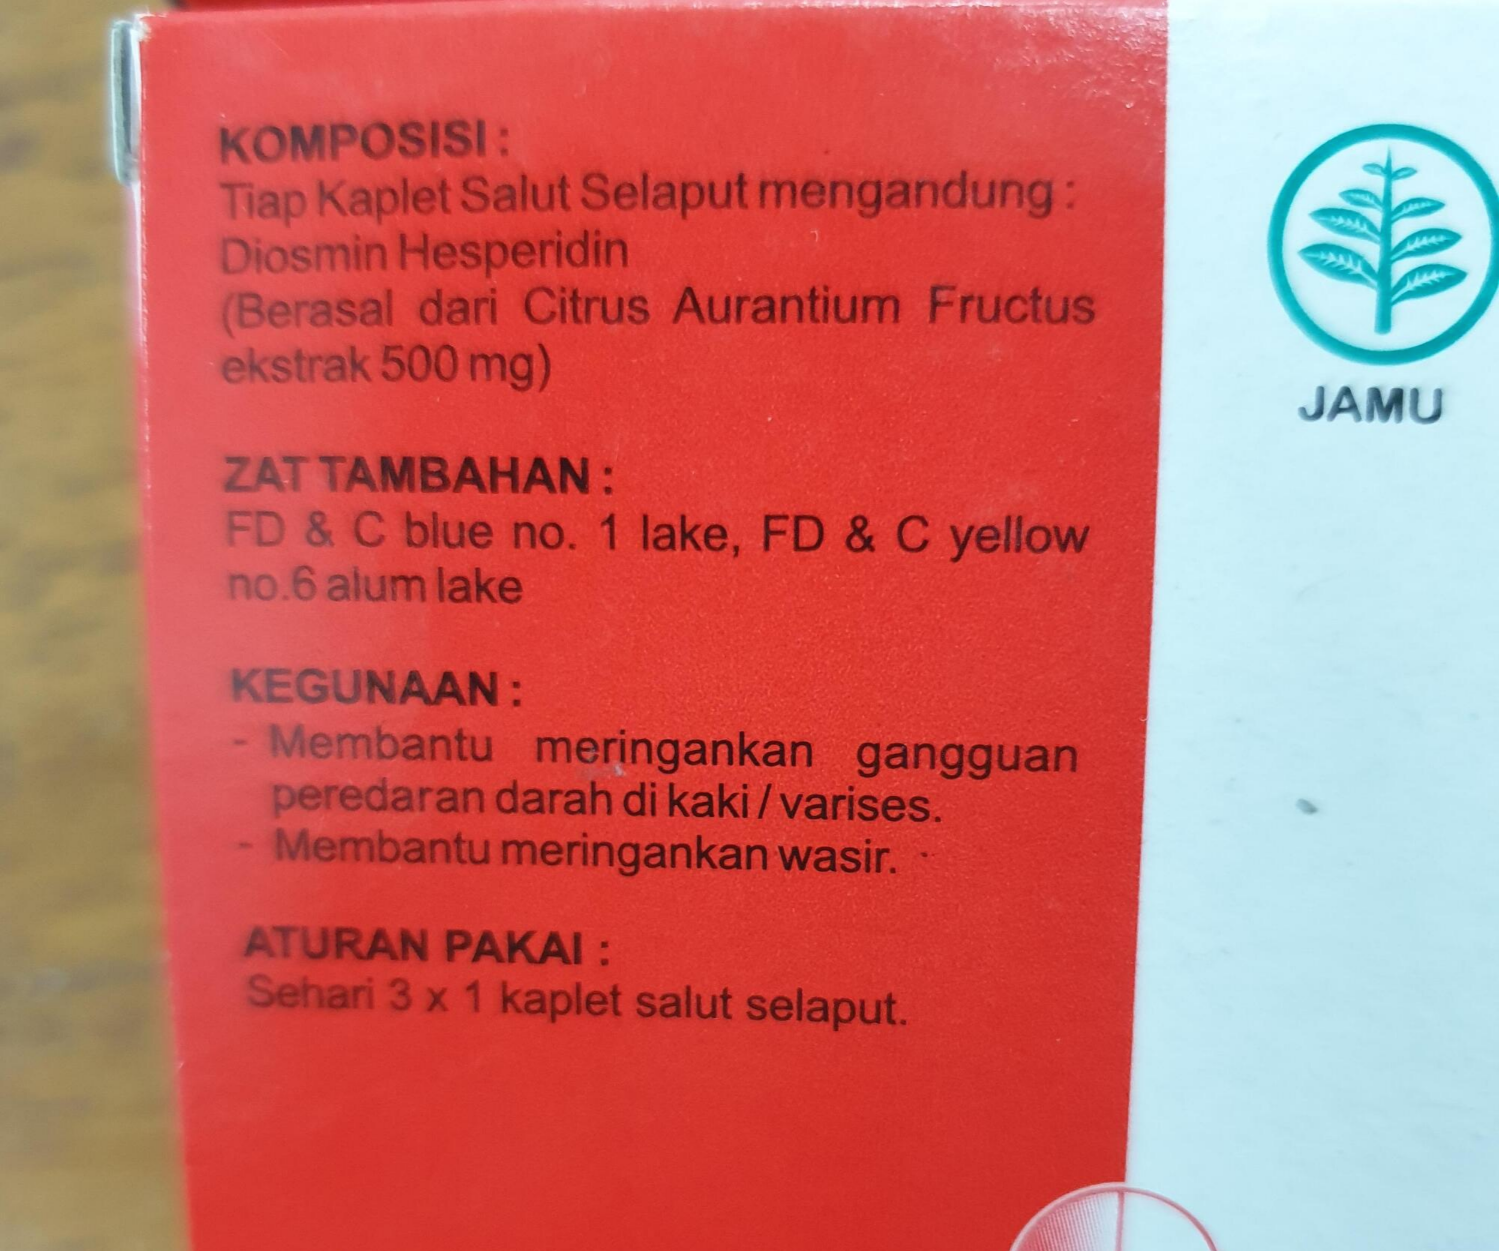 KOMPOSISI :
Tiap Kaplet Salut Selaput mengandung :
Diosmin Hesperidin
(Berasal dari Citrus Aurantium Fructus
ekstrak 500 mg)
ZAT TAMBAHAN :
FD & C blue no. 1 lake, FD & C yellow
no.6 alum lake
KEGUNAAN :
- Membantu meringankan gangguan
peredaran darah di kaki / varises.
- Membantu meringankan wasir.
ATURAN PAKAI :
Sehari 3 x 1 kaplet salut selaput.
JAMU